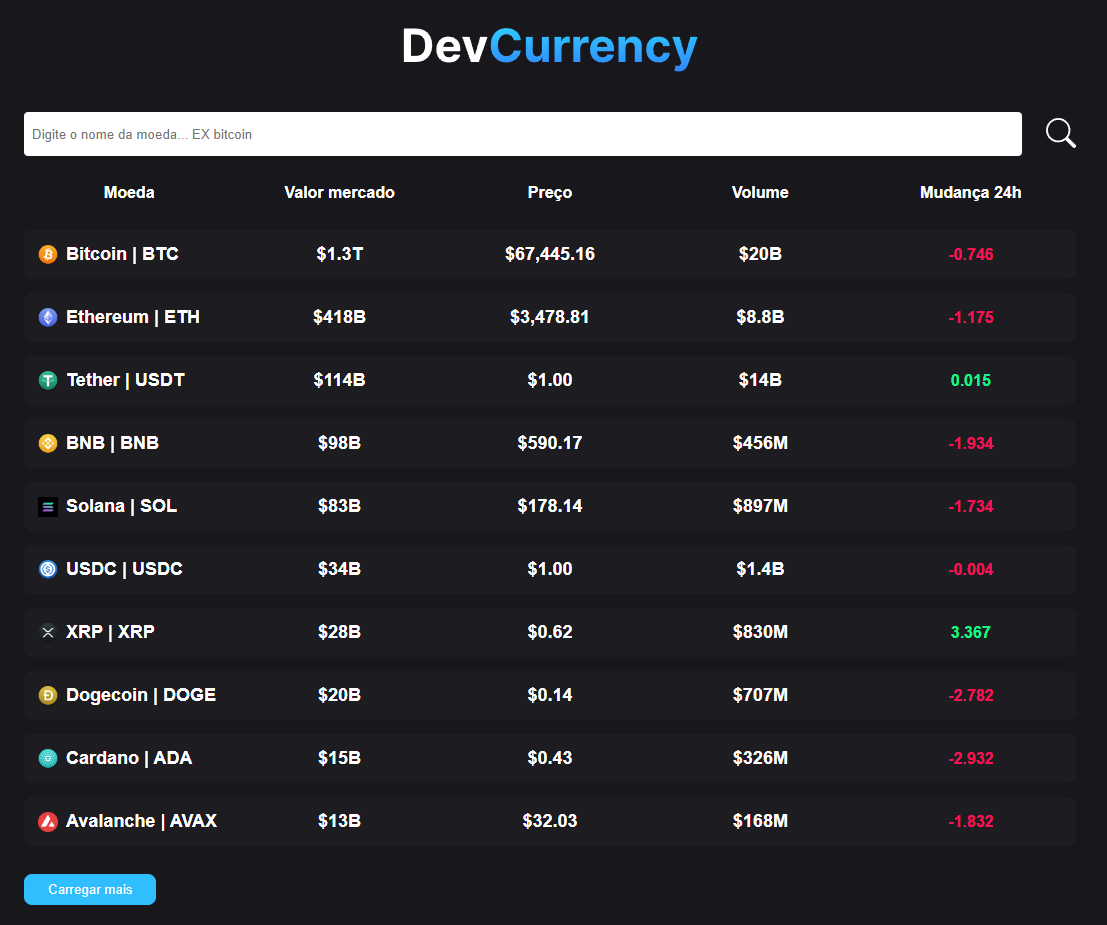 DevCurrency
Digite o nome da moeda... EX bitcoin
Moeda Valor mercado Preço Volume Mudança 24h
Bitcoin | BTC $1.3T $67,445.16 $20B -0.746
Ethereum | ETH $418B $3,478.81 $8.8B -1.175
Tether | USDT $114B $1.00 $14B 0.015
BNB | BNB $98B $590.17 $456M -1.934
Solana | SOL $83B $178.14 $897M -1.734
USDC | USDC $34B $1.00 $1.4B -0.004
XRP | XRP $28B $0.62 $830M 3.367
Dogecoin | DOGE $20B $0.14 $707M -2.782
Cardano | ADA $15B $0.43 $326M -2.932
Avalanche | AVAX $13B $32.03 $168M -1.832
Carregar mais